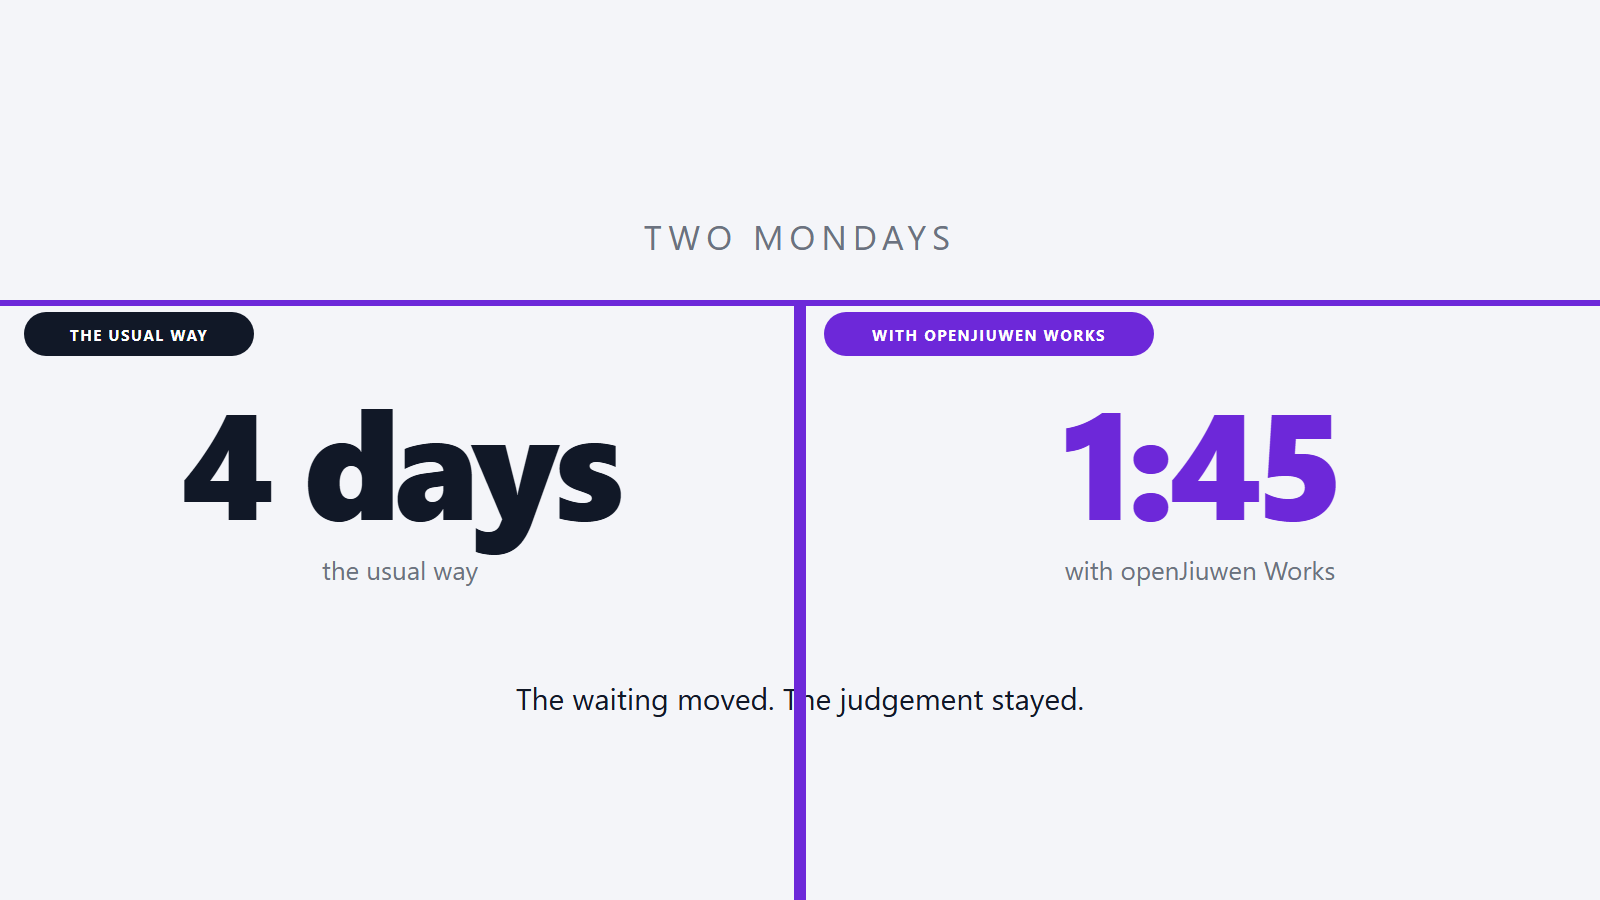 TWO MONDAYS
THE USUAL WAY
WITH OPENJIUWEN WORKS
4 days
1:45
the usual way
with openJiuwen Works
The waiting moved. The judgement stayed.